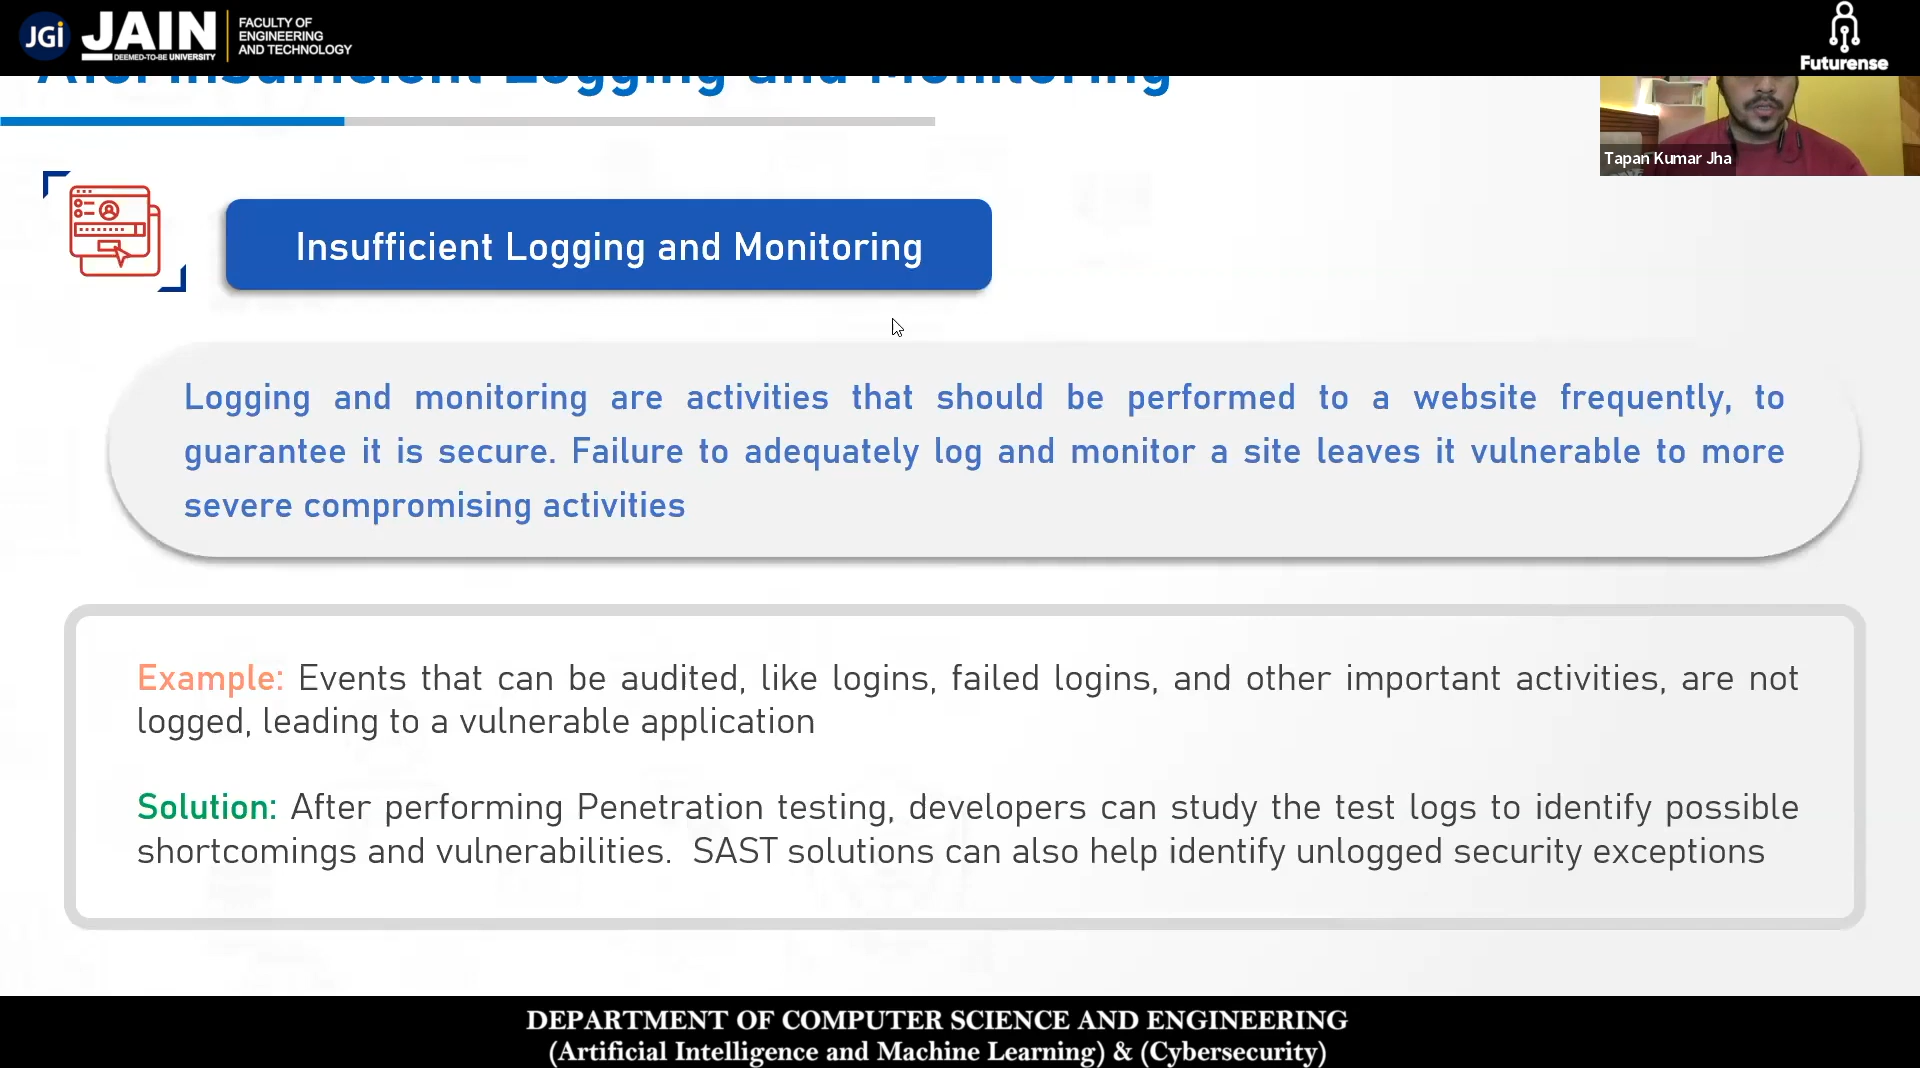 JGi JAIN
DEEMED-TO-BE UNIVERSITY
FACULTY OF
ENGINEERING
AND TECHNOLOGY
Futurense
Insufficient Logging and Monitoring
Tapan Kumar Jha
Insufficient Logging and Monitoring
Logging and monitoring are activities that should be performed to a website frequently, to
guarantee it is secure. Failure to adequately log and monitor a site leaves it vulnerable to more
severe compromising activities
Example: Events that can be audited, like logins, failed logins, and other important activities, are not
logged, leading to a vulnerable application
Solution: After performing Penetration testing, developers can study the test logs to identify possible
shortcomings and vulnerabilities. SAST solutions can also help identify unlogged security exceptions
DEPARTMENT OF COMPUTER SCIENCE AND ENGINEERING
(Artificial Intelligence and Machine Learning) & (Cybersecurity)